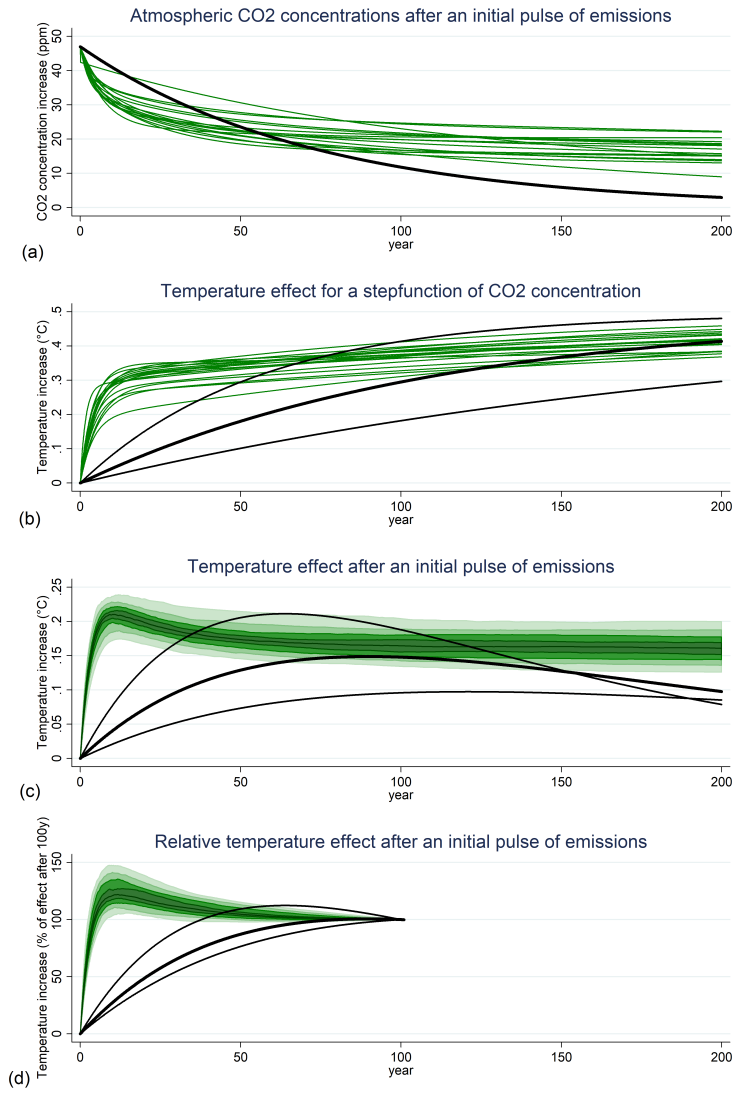 Atmospheric CO2 concentrations after an initial pulse of emissions
CO2 concentration increase (ppm)
50
40
30
20
10
0
0 50 100 150 200
year
(a)
Temperature effect for a stepfunction of CO2 concentration
Temperature increase (°C)
.5
.4
.3
.2
.1
0
0 50 100 150 200
year
(b)
Temperature effect after an initial pulse of emissions
Temperature increase (°C)
.25
.2
.15
.1
.05
0
0 50 100 150 200
year
(c)
Relative temperature effect after an initial pulse of emissions
Temperature increase (% of effect after 100y)
150
100
50
0
0 50 100 150 200
year
(d)